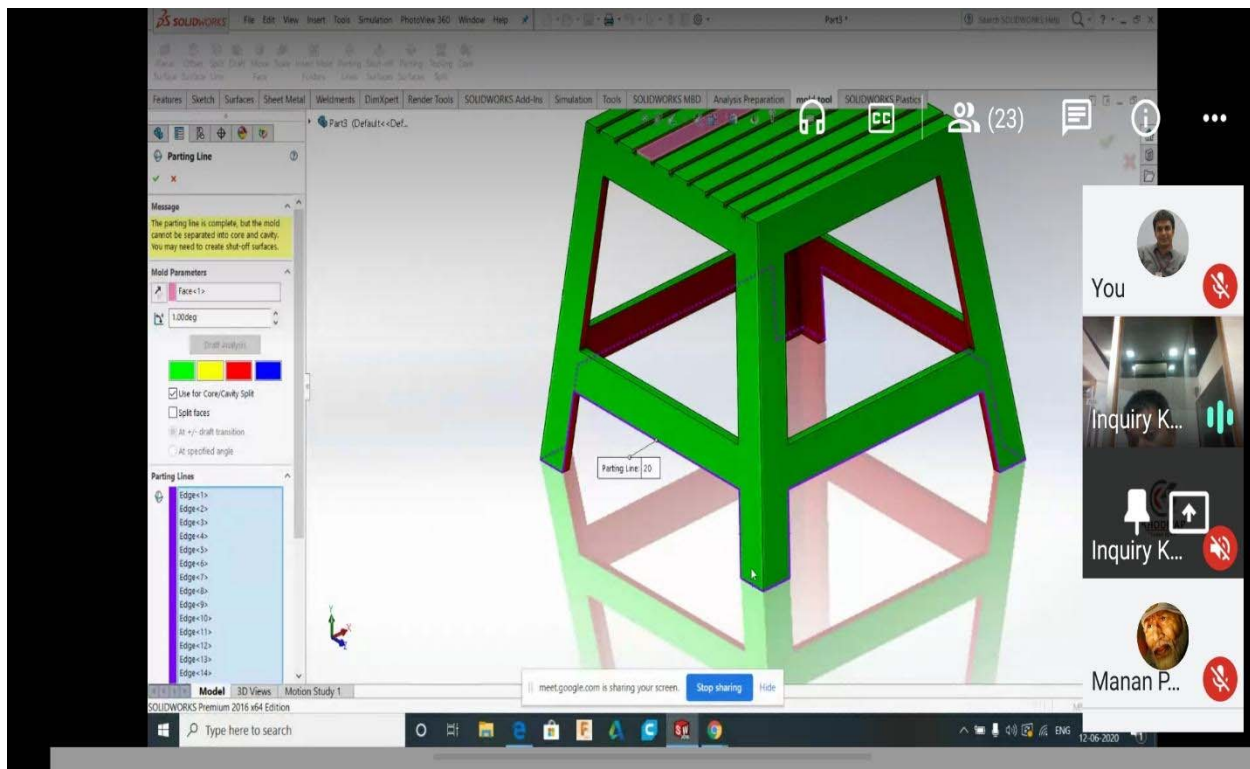 SOLIDWORKS File Edit View Insert Tools Simulation PhotoView 360 Window Help
Part3 *
Search SOLIDWORKS Help
Features Sketch Surfaces Sheet Metal Weldments DimXpert Render Tools SOLIDWORKS Add-Ins Simulation Tools SOLIDWORKS MBD Analysis Preparation mold tool SOLIDWORKS Plastics
Part3 (Default<<Def...
CC
(23)
Parting Line
Message
The parting line is complete, but the mold
cannot be separated into core and cavity.
You may need to create shut-off surfaces.
Mold Parameters
Face<1>
1.00deg
Draft Analysis
Use for Core/Cavity Split
Split faces
At +/- draft transition
At specified angle
Parting Lines
Edge<1>
Edge<2>
Edge<3>
Edge<4>
Edge<5>
Edge<6>
Edge<7>
Edge<8>
Edge<9>
Edge<10>
Edge<11>
Edge<12>
Edge<13>
Edge<14>
Parting Line: 20
Y
X
Z
You
Inquiry K...
Inquiry K...
Manan P...
meet.google.com is sharing your screen. Stop sharing Hide
Model 3D Views Motion Study 1
SOLIDWORKS Premium 2016 x64 Edition
Type here to search
ENG
12-06-2020